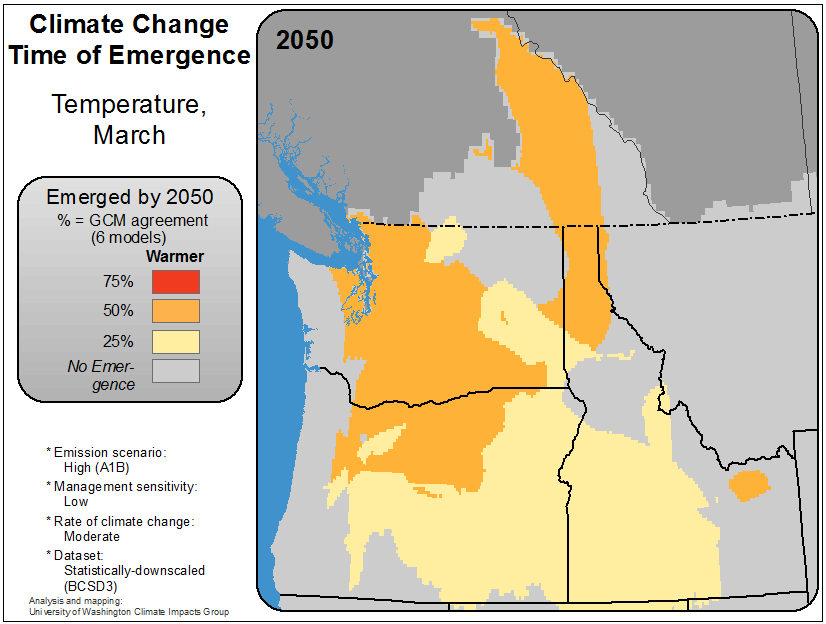 Climate Change
Time of Emergence
Temperature,
March
Emerged by 2050
% = GCM agreement
(6 models)
Warmer
75%
50%
25%
No Emer-
gence
* Emission scenario:
High (A1B)
* Management sensitivity:
Low
* Rate of climate change:
Moderate
* Dataset:
Statistically-downscaled
(BCSD3)
Analysis and mapping:
University of Washington Climate Impacts Group
2050